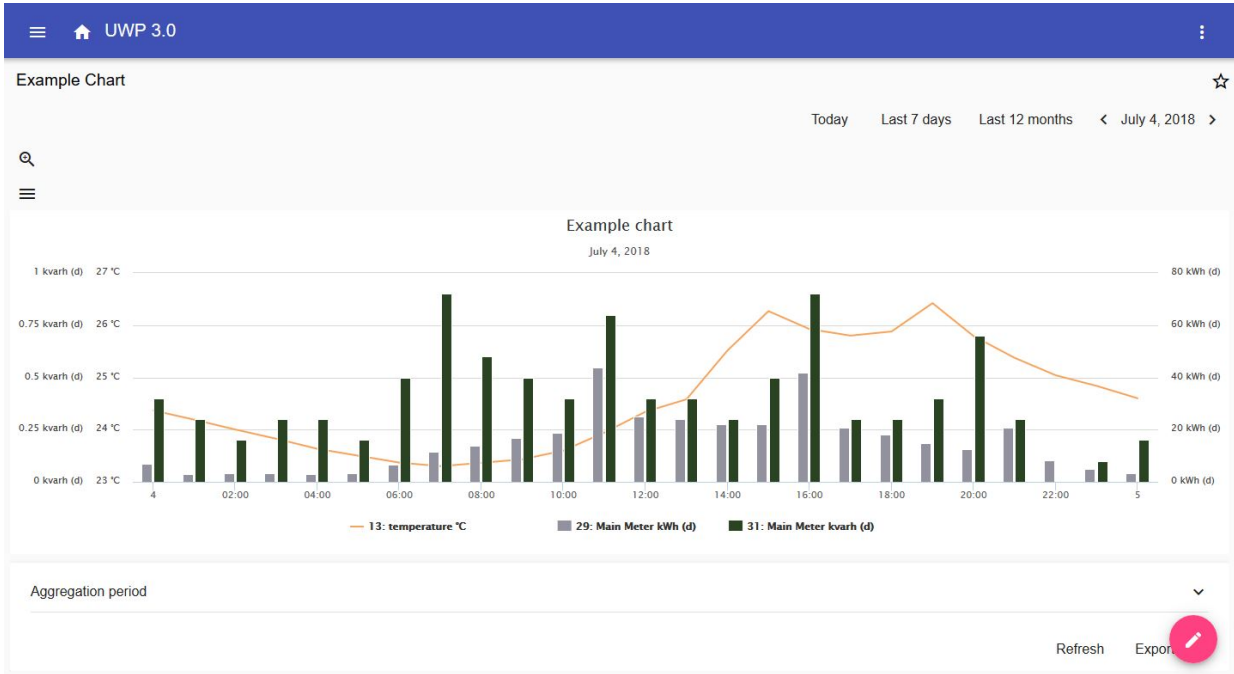 UWP 3.0
Example Chart
Today Last 7 days Last 12 months July 4, 2018
Example chart
July 4, 2018
1 kvarh (d) 27 °C 80 kWh (d)
0.75 kvarh (d) 26 °C 60 kWh (d)
0.5 kvarh (d) 25 °C 40 kWh (d)
0.25 kvarh (d) 24 °C 20 kWh (d)
0 kvarh (d) 23 °C 0 kWh (d)
4 02:00 04:00 06:00 08:00 10:00 12:00 14:00 16:00 18:00 20:00 22:00 5
13: temperature °C 29: Main Meter kWh (d) 31: Main Meter kvarh (d)
Aggregation period
Refresh Export